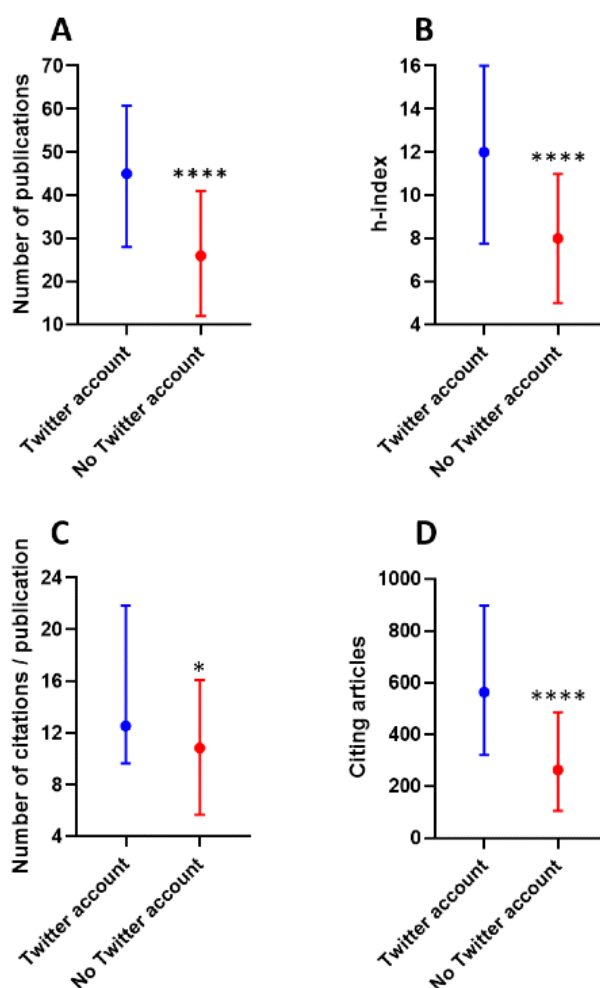 A
Number of publications
70
60
50
40
30
20
10
****
Twitter account
No Twitter account
B
h-index
16
14
12
10
8
6
4
****
Twitter account
No Twitter account
C
Number of citations / publication
24
20
16
12
8
4
*
Twitter account
No Twitter account
D
Citing articles
1000
800
600
400
200
0
****
Twitter account
No Twitter account